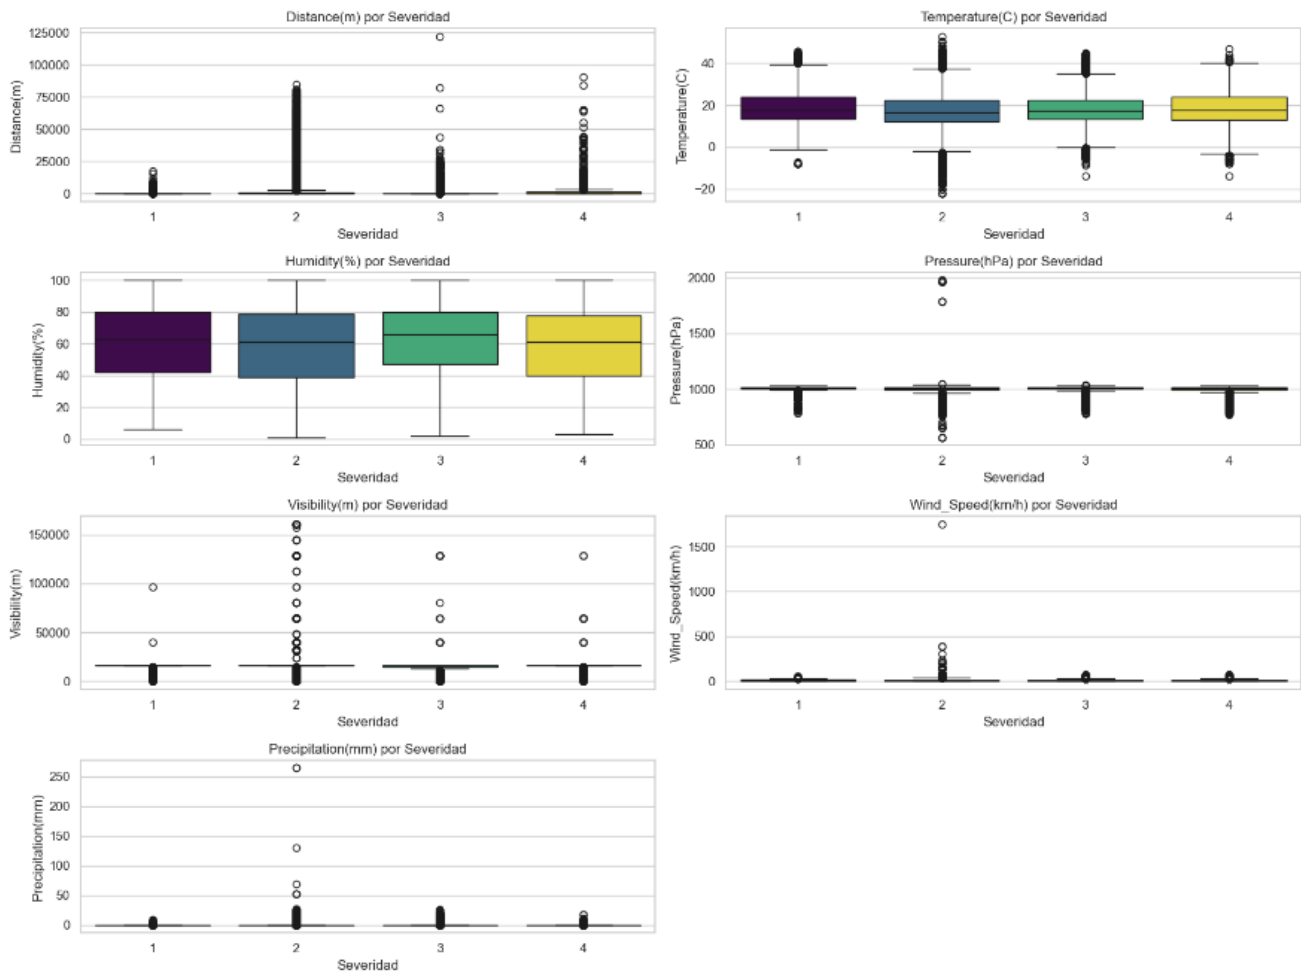 Distance(m) por Severidad
Distance(m)
125000
100000
75000
50000
25000
0
1 2 3 4
Severidad
Temperature(C) por Severidad
Temperature(C)
40
20
0
−20
1 2 3 4
Severidad
Humidity(%) por Severidad
Humidity(%)
100
80
60
40
20
0
1 2 3 4
Severidad
Pressure(hPa) por Severidad
Pressure(hPa)
2000
1500
1000
500
1 2 3 4
Severidad
Visibility(m) por Severidad
Visibility(m)
150000
100000
50000
0
1 2 3 4
Severidad
Wind_Speed(km/h) por Severidad
Wind_Speed(km/h)
1500
1000
500
0
1 2 3 4
Severidad
Precipitation(mm) por Severidad
Precipitation(mm)
250
200
150
100
50
0
1 2 3 4
Severidad